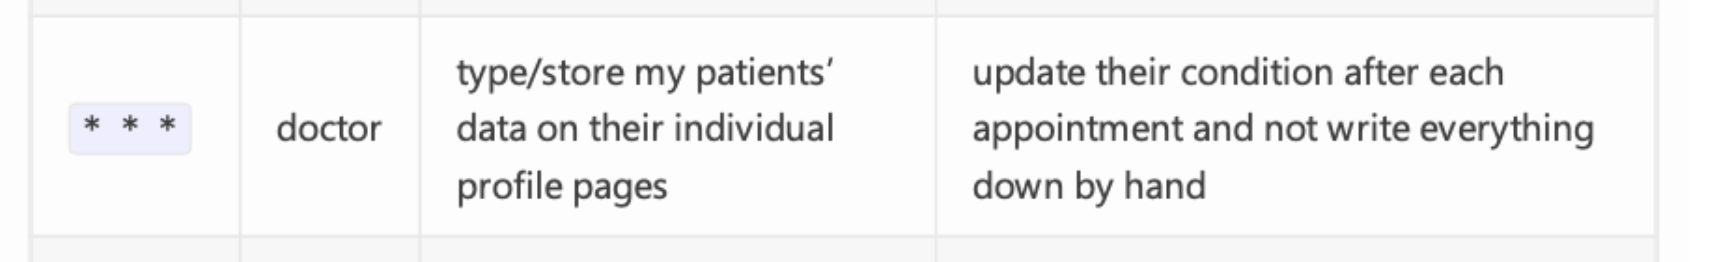 * * *
doctor
type/store my patients’
data on their individual
profile pages
update their condition after each
appointment and not write everything
down by hand